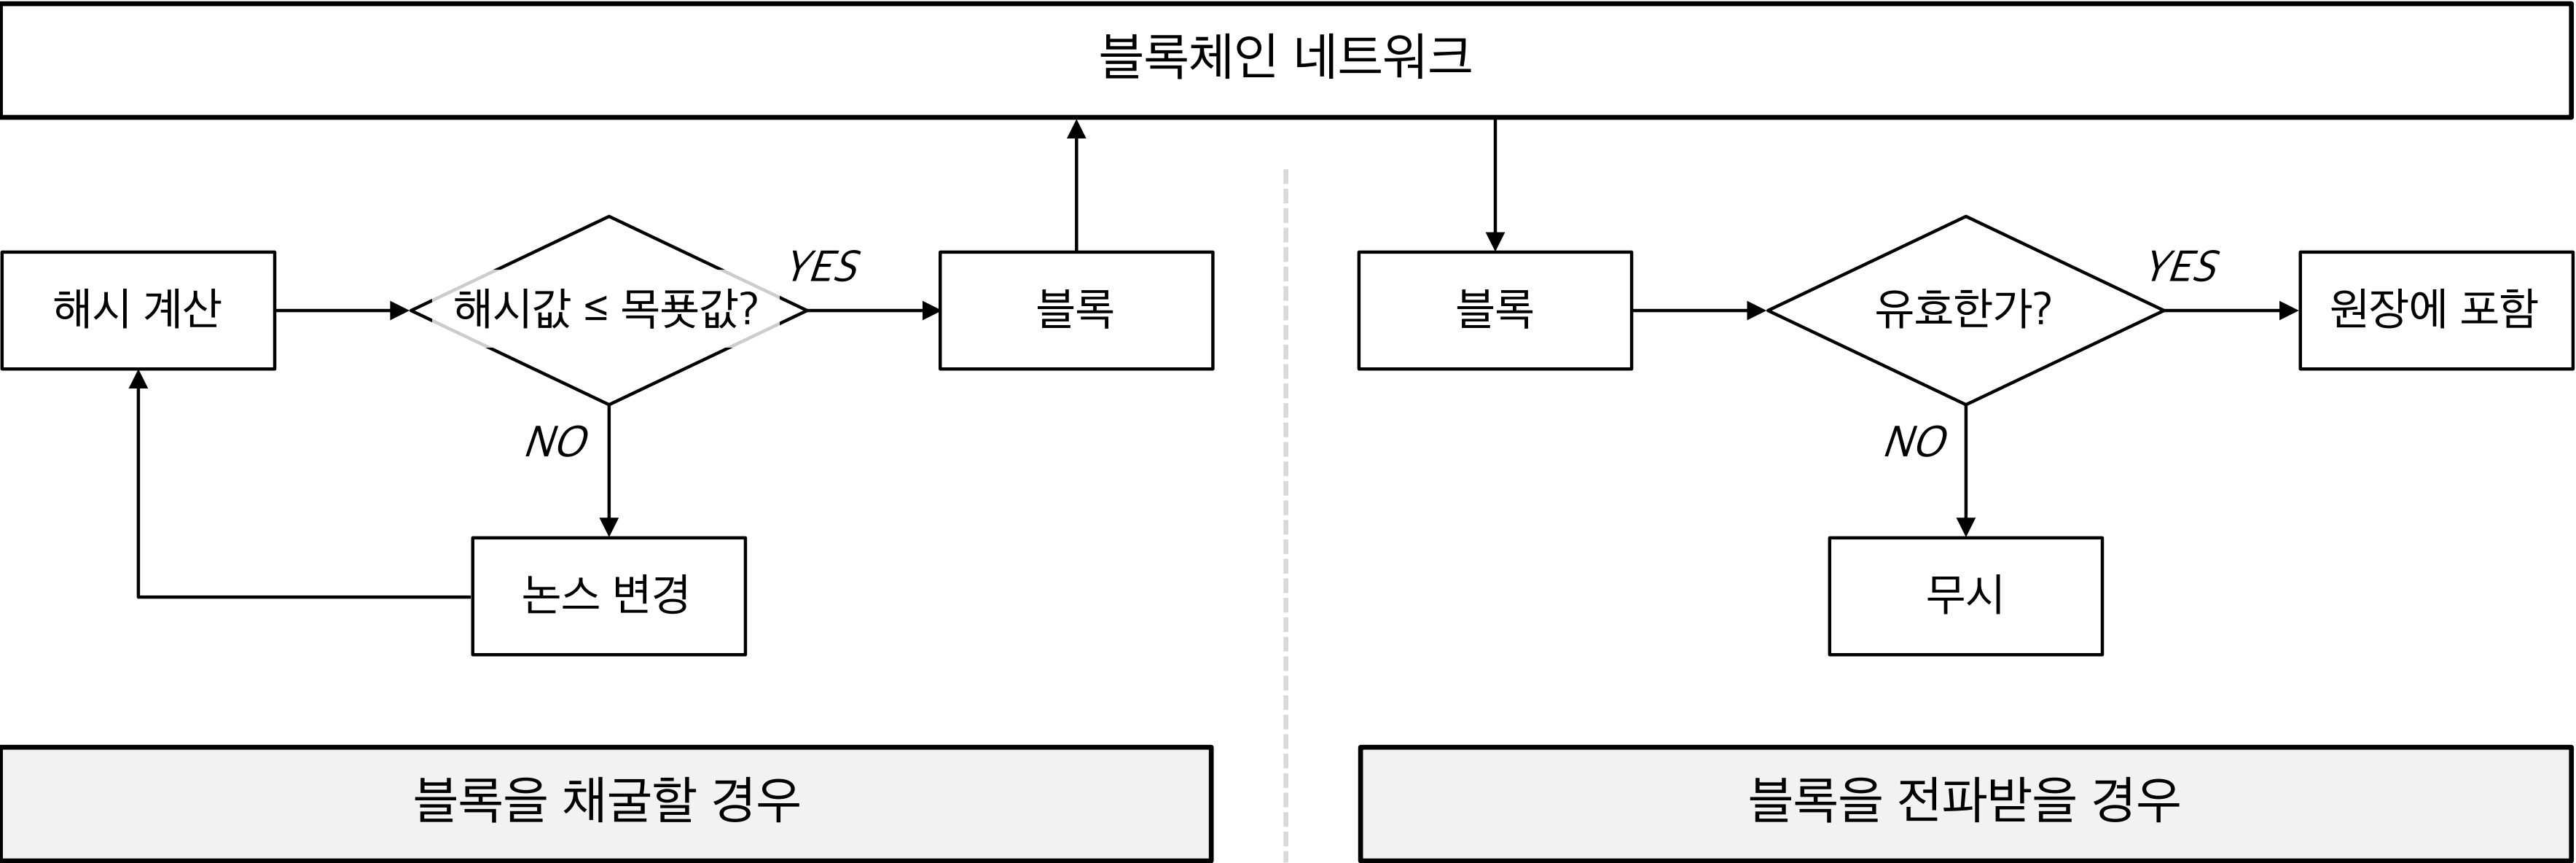 블록체인 네트워크
해시 계산
해시값 ≤ 목푯값?
YES
블록
NO
논스 변경
블록을 채굴할 경우
블록
유효한가?
YES
원장에 포함
NO
무시
블록을 전파받을 경우